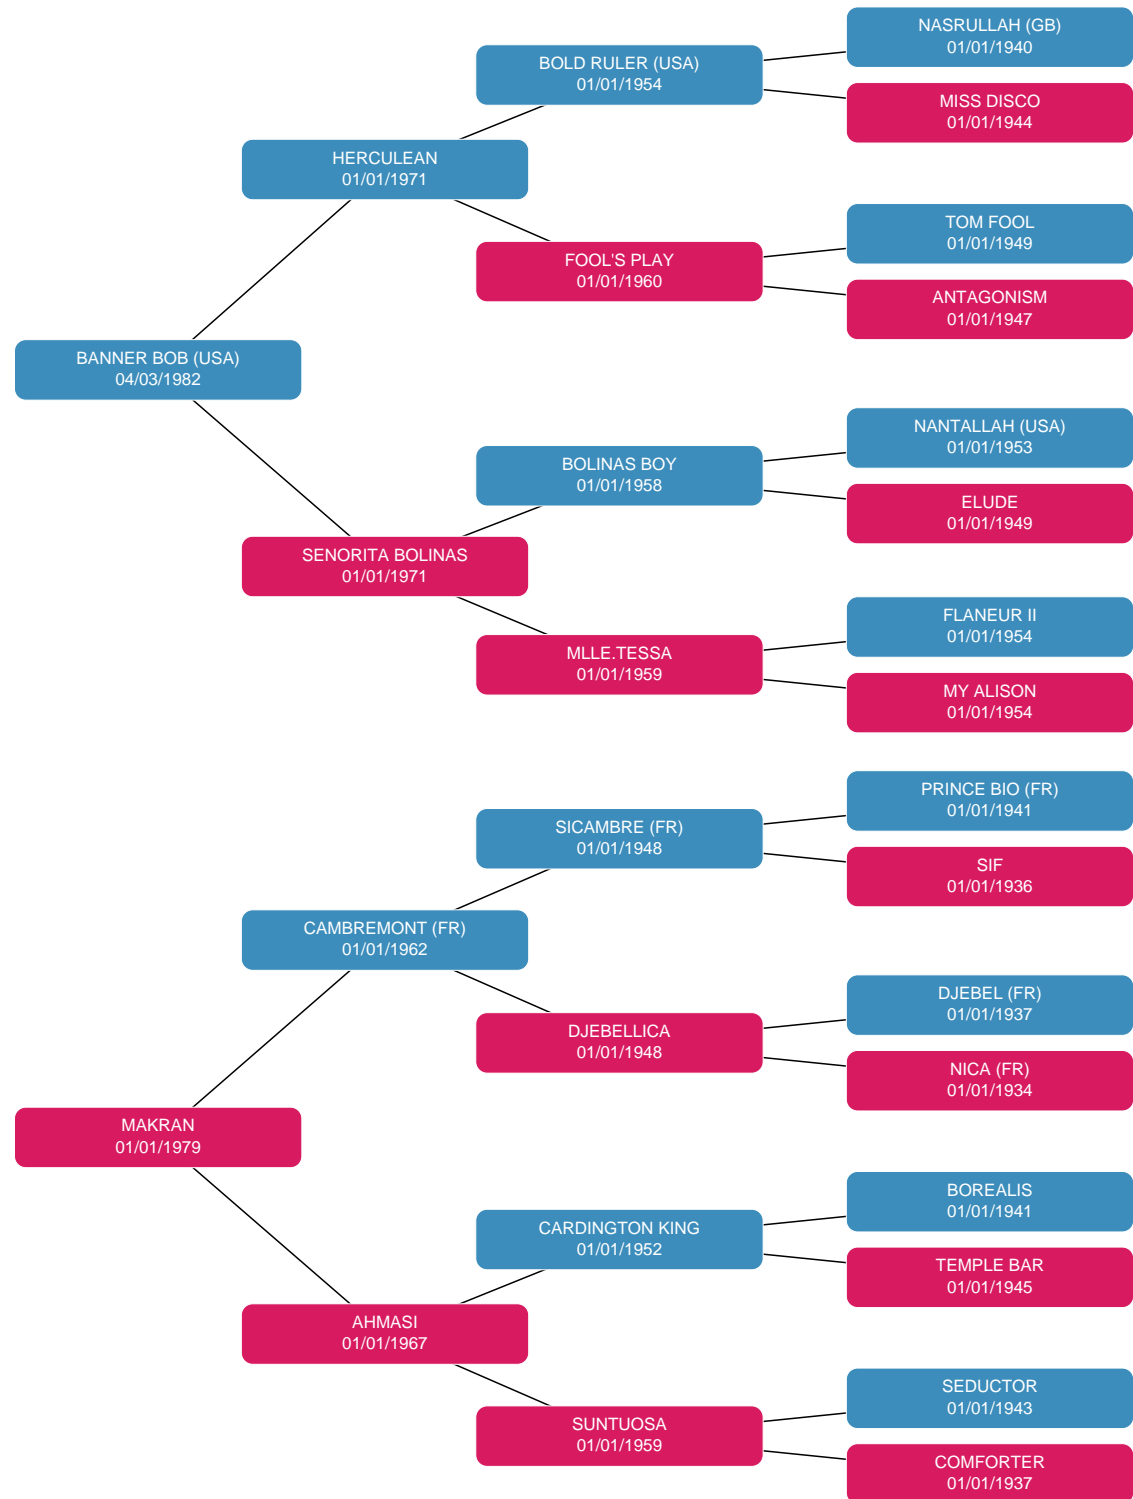 NASRULLAH (GB)
01/01/1940
BOLD RULER (USA)
01/01/1954
MISS DISCO
01/01/1944
HERCULEAN
01/01/1971
TOM FOOL
01/01/1949
FOOL'S PLAY
01/01/1960
ANTAGONISM
01/01/1947
BANNER BOB (USA)
04/03/1982
NANTALLAH (USA)
01/01/1953
BOLINAS BOY
01/01/1958
ELUDE
01/01/1949
SENORITA BOLINAS
01/01/1971
FLANEUR II
01/01/1954
MLLE.TESSA
01/01/1959
MY ALISON
01/01/1954
PRINCE BIO (FR)
01/01/1941
SICAMBRE (FR)
01/01/1948
SIF
01/01/1936
CAMBREMONT (FR)
01/01/1962
DJEBEL (FR)
01/01/1937
DJEBELLICA
01/01/1948
NICA (FR)
01/01/1934
MAKRAN
01/01/1979
BOREALIS
01/01/1941
CARDINGTON KING
01/01/1952
TEMPLE BAR
01/01/1945
AHMASI
01/01/1967
SEDUCTOR
01/01/1943
SUNTUOSA
01/01/1959
COMFORTER
01/01/1937